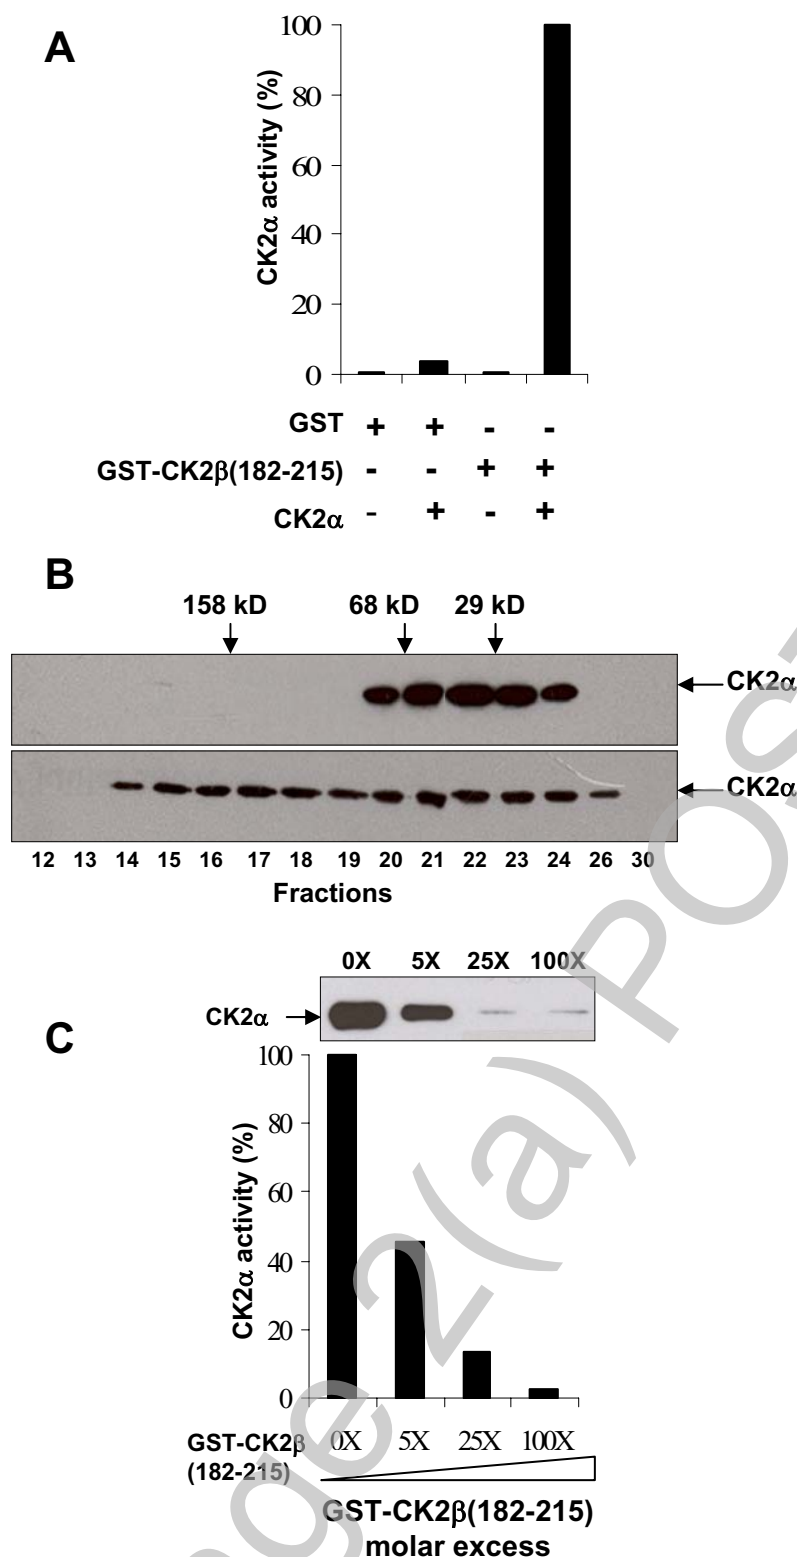 A
CK2α activity (%)
100
80
60
40
20
0
GST + + - -
GST-CK2β(182-215) - - + +
CK2α - + - +
B
158 kD 68 kD 29 kD
CK2α
CK2α
12 13 14 15 16 17 18 19 20 21 22 23 24 26 30
Fractions
0X 5X 25X 100X
CK2α
C
CK2α activity (%)
100
80
60
40
20
0
GST-CK2β 0X 5X 25X 100X
(182-215)
GST-CK2β(182-215)
molar excess
2(a) POS